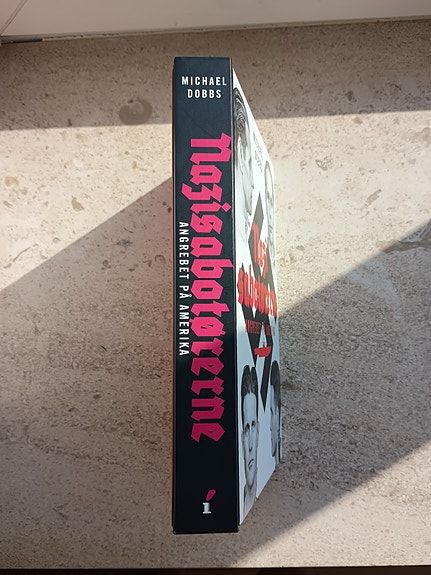 MICHAEL
DOBBS
Nazisabotørerne
ANGREBET PÅ AMERIKA